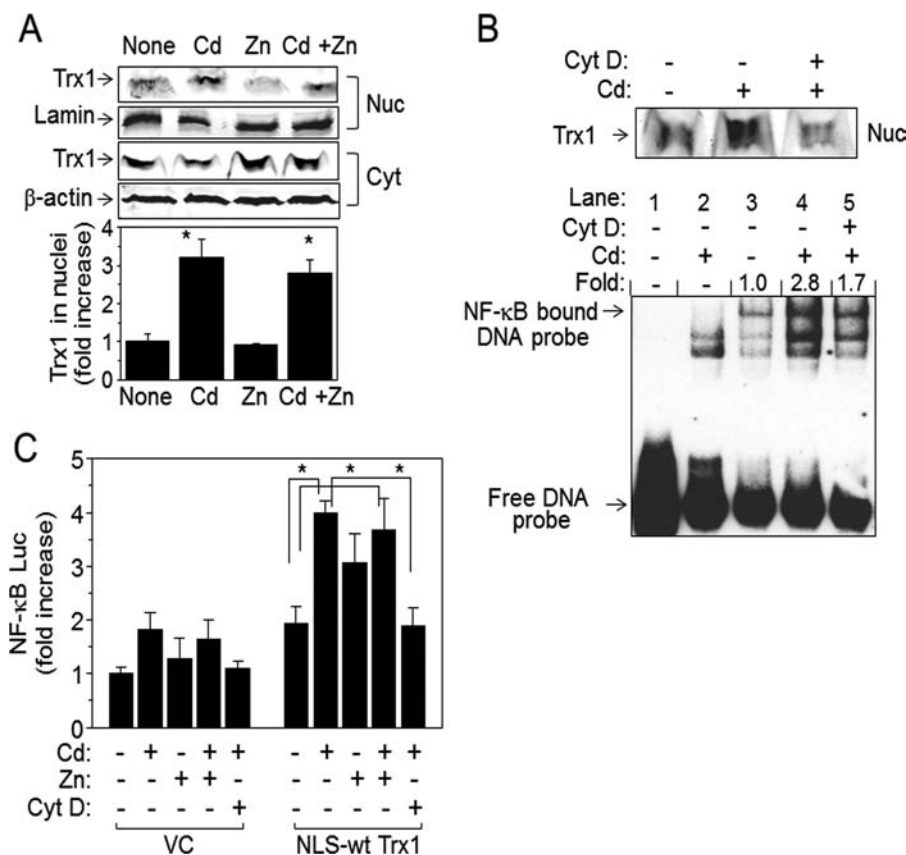 A
None Cd Zn Cd +Zn
Trx1
Lamin
Nuc
Trx1
β-actin
Cyt
Trx1 in nuclei
(fold increase)
4
3
2
1
0
* *
None Cd Zn Cd +Zn
B
Cyt D: - - +
Cd: - + +
Trx1
Nuc
Lane: 1 2 3 4 5
Cyt D: - - - - +
Cd: - + - + +
Fold: - - 1.0 2.8 1.7
NF-κB bound
DNA probe
Free DNA
probe
C
NF-κB Luc
(fold increase)
5
4
3
2
1
0
* * *
Cd: - + - + + - + - + +
Zn: - - + + - - - + + -
Cyt D: - - - - + - - - - +
VC
NLS-wt Trx1